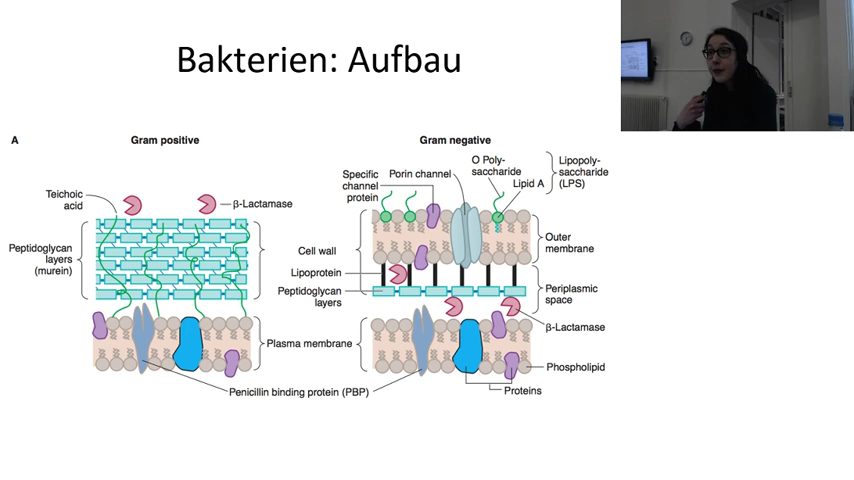 Bakterien: Aufbau
A
Gram positive
Gram negative
Teichoic
acid
β-Lactamase
Peptidoglycan
layers
(murein)
Specific
channel
protein
Porin channel
O Poly-
saccharide
Lipid A
Lipopoly-
saccharide
(LPS)
Cell wall
Outer
membrane
Lipoprotein
Peptidoglycan
layers
Periplasmic
space
β-Lactamase
Plasma membrane
Phospholipid
Penicillin binding protein (PBP)
Proteins